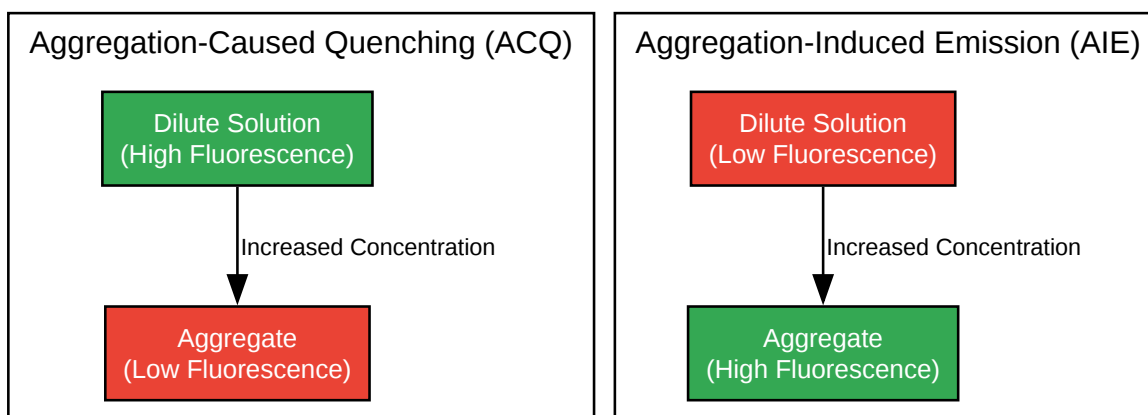 Aggregation-Caused Quenching (ACQ)
Dilute Solution
(High Fluorescence)
Increased Concentration
Aggregate
(Low Fluorescence)
Aggregation-Induced Emission (AIE)
Dilute Solution
(Low Fluorescence)
Increased Concentration
Aggregate
(High Fluorescence)